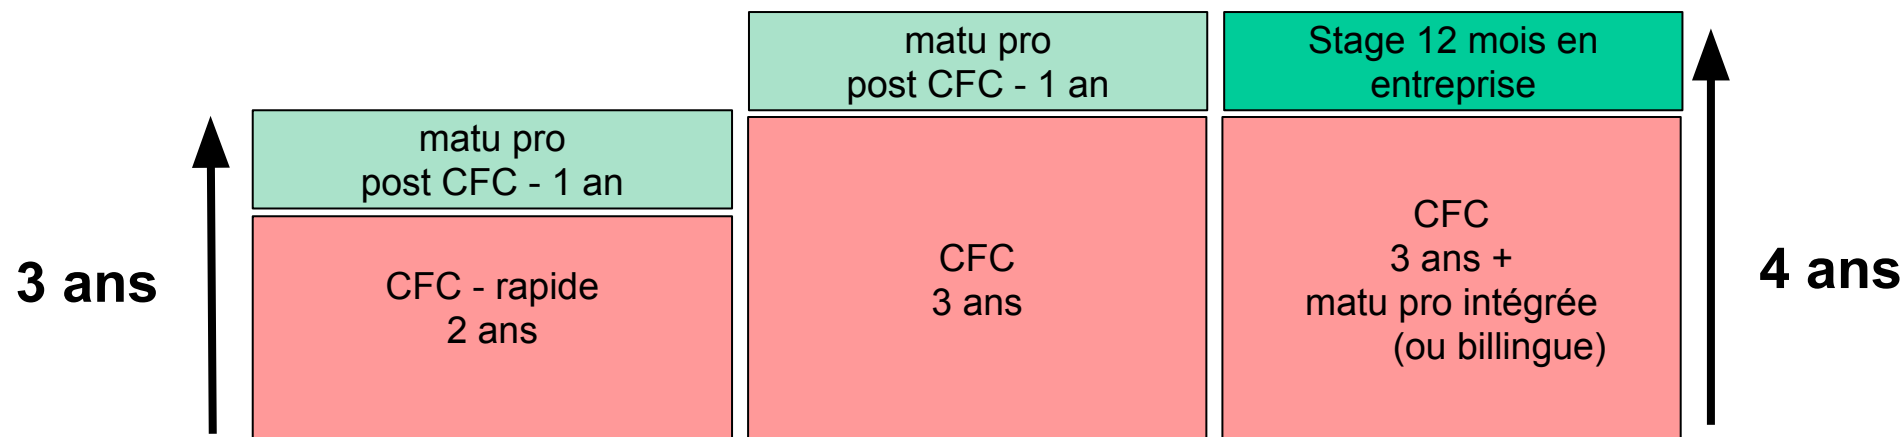 matu pro
post CFC - 1 an
Stage 12 mois en
entreprise
matu pro
post CFC - 1 an
3 ans
CFC - rapide
2 ans
CFC
3 ans
CFC
3 ans +
matu pro intégrée
(ou billingue)
4 ans